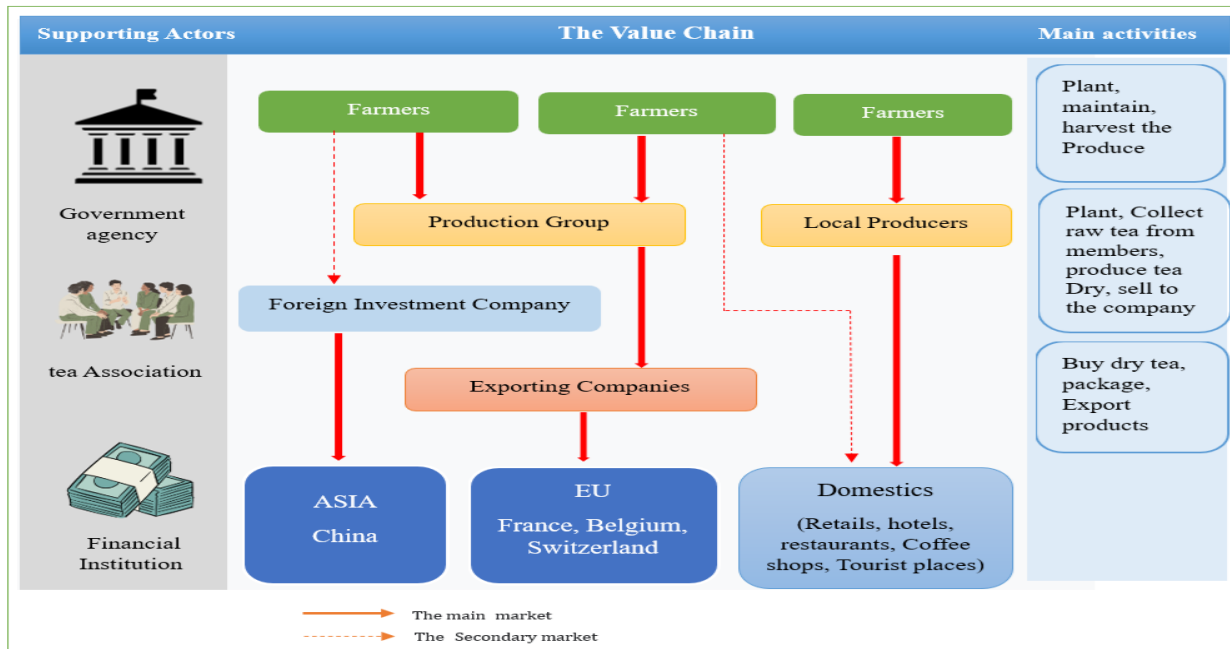 Supporting Actors
The Value Chain
Main activities
Farmers
Farmers
Farmers
Plant,
maintain,
harvest the
Produce
Government
agency
Production Group
Local Producers
Plant, Collect
raw tea from
members,
produce tea
Dry, sell to
the company
Foreign Investment Company
tea Association
Exporting Companies
Buy dry tea,
package,
Export
products
ASIA
China
EU
France, Belgium,
Switzerland
Domestics
(Retails, hotels,
restaurants, Coffee
shops, Tourist places)
Financial
Institution
The main market
The Secondary market